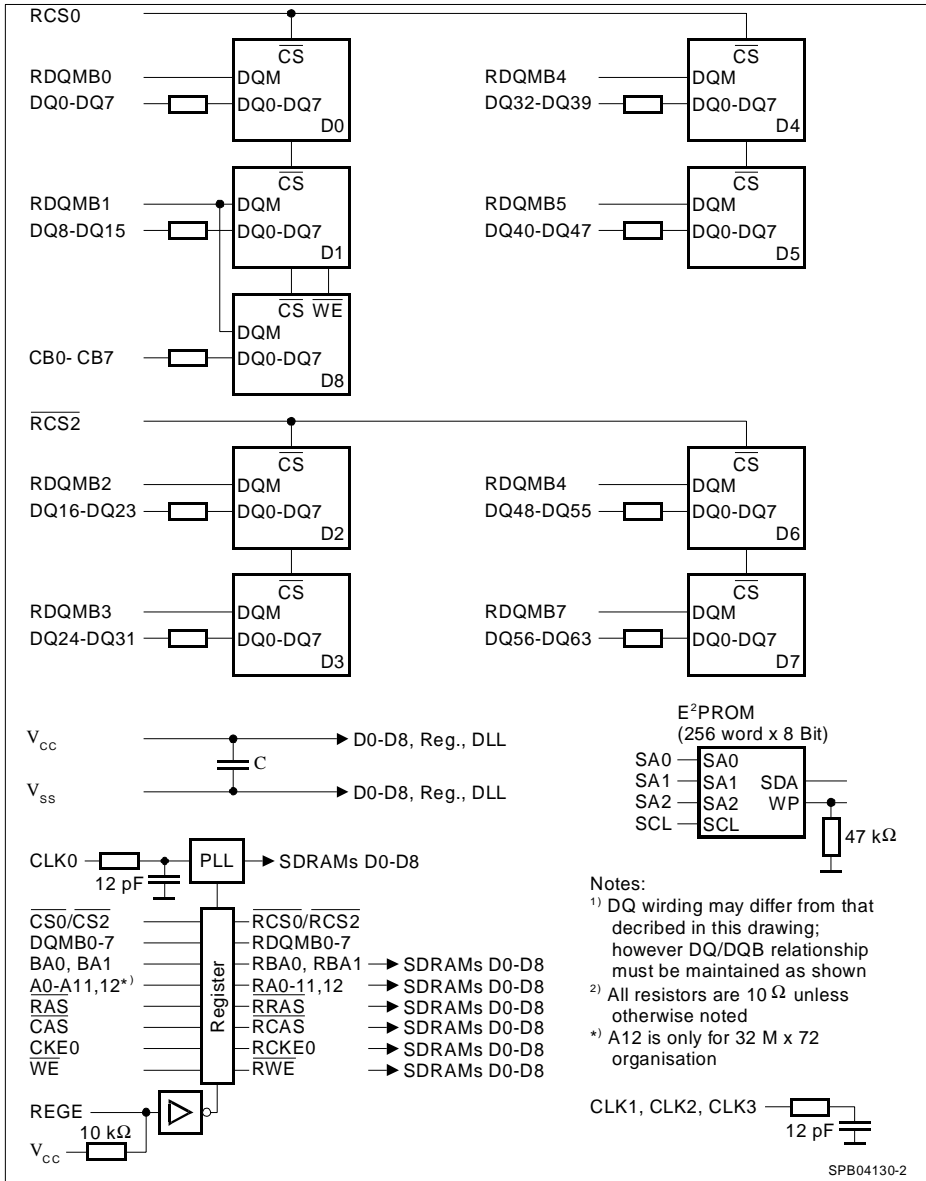 RCS0
CS
RDQMB0 DQM
DQ0-DQ7 DQ0-DQ7
D0
RDQMB4 DQM
DQ32-DQ39 DQ0-DQ7
D4
CS
CS
RDQMB1 DQM
DQ8-DQ15 DQ0-DQ7
D1
CS
RDQMB5 DQM
DQ40-DQ47 DQ0-DQ7
D5
CS WE
DQM
CB0- CB7 DQ0-DQ7
D8
RCS2
CS
RDQMB2 DQM
DQ16-DQ23 DQ0-DQ7
D2
CS
RDQMB4 DQM
DQ48-DQ55 DQ0-DQ7
D6
CS
RDQMB3 DQM
DQ24-DQ31 DQ0-DQ7
D3
CS
RDQMB7 DQM
DQ56-DQ63 DQ0-DQ7
D7
VCC D0-D8, Reg., DLL
C
VSS D0-D8, Reg., DLL
E²PROM
(256 word x 8 Bit)
SA0 SA0
SA1 SA1 SDA
SA2 SA2 WP
SCL SCL
47 kΩ
CLK0 PLL SDRAMs D0-D8
12 pF
CS0/CS2 RCS0/RCS2
DQMB0-7 RDQMB0-7
BA0, BA1 RBA0, RBA1 SDRAMs D0-D8
A0-A11,12*) RA0-11,12 SDRAMs D0-D8
RAS RRAS SDRAMs D0-D8
CAS RCAS SDRAMs D0-D8
CKE0 RCKE0 SDRAMs D0-D8
WE RWE SDRAMs D0-D8
Register
REGE
10 kΩ
VCC
Notes:
1) DQ wirding may differ from that
decribed in this drawing;
however DQ/DQB relationship
must be maintained as shown
2) All resistors are 10 Ω unless
otherwise noted
*) A12 is only for 32 M x 72
organisation
CLK1, CLK2, CLK3
12 pF
SPB04130-2